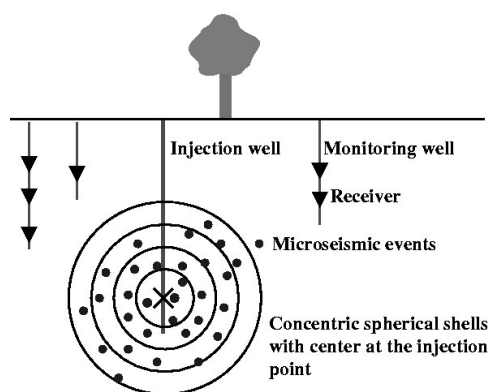 Injection well
Monitoring well
Receiver
Microseismic events
Concentric spherical shells
with center at the injection
point